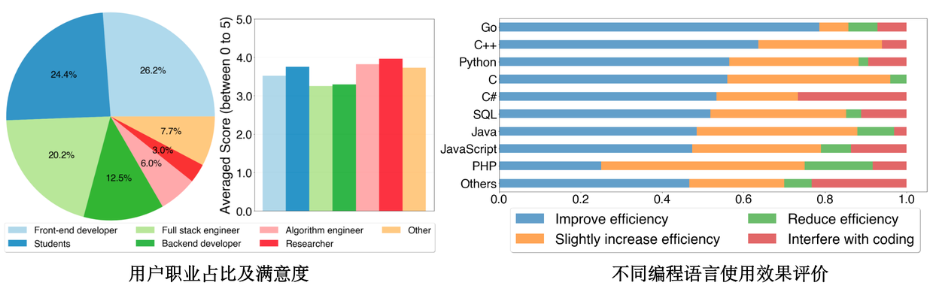 26.2%
24.4%
20.2%
12.5%
6.0%
3.0%
7.7%
Front-end developer
Students
Full stack engineer
Backend developer
Algorithm engineer
Researcher
Other
Averaged Score (between 0 to 5)
5.0
4.0
3.0
2.0
1.0
0.0
用户职业占比及满意度
Go
C++
Python
C
C#
SQL
Java
JavaScript
PHP
Others
0.0 0.2 0.4 0.6 0.8 1.0
Improve efficiency
Slightly increase efficiency
Reduce efficiency
Interfere with coding
不同编程语言使用效果评价